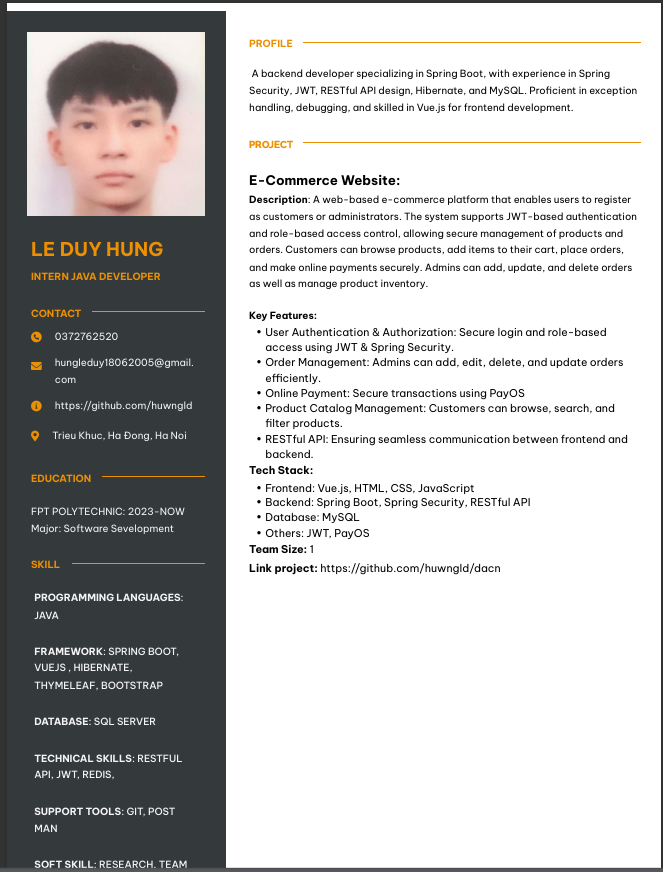 LE DUY HUNG
INTERN JAVA DEVELOPER
CONTACT
0372762520
hungleduy18062005@gmail.
com
https://github.com/huwngld
Trieu Khuc, Ha Đong, Ha Noi
EDUCATION
FPT POLYTECHNIC: 2023-NOW
Major: Software Sevelopment
SKILL
PROGRAMMING LANGUAGES:
JAVA
FRAMEWORK: SPRING BOOT,
VUEJS , HIBERNATE,
THYMELEAF, BOOTSTRAP
DATABASE: SQL SERVER
TECHNICAL SKILLS: RESTFUL
API, JWT, REDIS,
SUPPORT TOOLS: GIT, POST
MAN
SOFT SKILL: RESEARCH, TEAM
PROFILE
A backend developer specializing in Spring Boot, with experience in Spring
Security, JWT, RESTful API design, Hibernate, and MySQL. Proficient in exception
handling, debugging, and skilled in Vue.js for frontend development.
PROJECT
E-Commerce Website:
Description: A web-based e-commerce platform that enables users to register
as customers or administrators. The system supports JWT-based authentication
and role-based access control, allowing secure management of products and
orders. Customers can browse products, add items to their cart, place orders,
and make online payments securely. Admins can add, update, and delete orders
as well as manage product inventory.
Key Features:
• User Authentication & Authorization: Secure login and role-based
access using JWT & Spring Security.
• Order Management: Admins can add, edit, delete, and update orders
efficiently.
• Online Payment: Secure transactions using PayOS
• Product Catalog Management: Customers can browse, search, and
filter products.
• RESTful API: Ensuring seamless communication between frontend and
backend.
Tech Stack:
• Frontend: Vue.js, HTML, CSS, JavaScript
• Backend: Spring Boot, Spring Security, RESTful API
• Database: MySQL
• Others: JWT, PayOS
Team Size: 1
Link project: https://github.com/huwngld/dacn